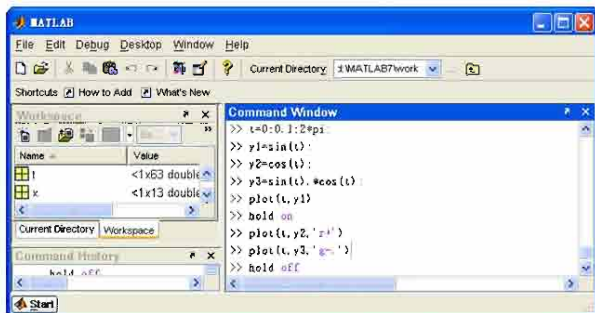 MATLAB
File Edit Debug Desktop Window Help
Current Directory: :\MATLAB7\work
Shortcuts How to Add What's New
Workspace
Name Value
t <1x63 double
x <1x13 double
Current Directory Workspace
Command History
hold off
Command Window
>> t=0:0.1:2*pi;
>> y1=sin(t);
>> y2=cos(t);
>> y3=sin(t).*cos(t);
>> plot(t,y1)
>> hold on
>> plot(t,y2,'r+')
>> plot(t,y3,'g-.')
>> hold off
Start